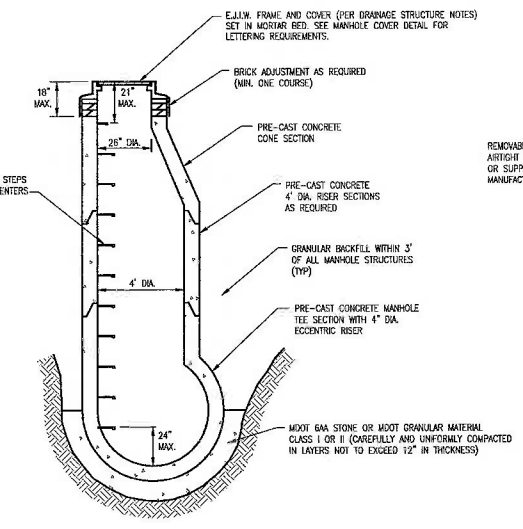 E.J.I.W. FRAME AND COVER (PER DRAINAGE STRUCTURE NOTES)
SET IN MORTAR BED. SEE MANHOLE COVER DETAIL FOR
LETTERING REQUIREMENTS.
BRICK ADJUSTMENT AS REQUIRED
(MIN. ONE COURSE)
18"
MAX.
21"
MAX.
26" DIA.
PRE-CAST CONCRETE
CONE SECTION
REMOVABL
AIRTIGHT
OR SUPP
MANUFACT
STEPS
ENTERS
PRE-CAST CONCRETE
4' DIA. RISER SECTIONS
AS REQUIRED
GRANULAR BACKFILL WITHIN 3'
OF ALL MANHOLE STRUCTURES
(TYP)
4' DIA.
PRE-CAST CONCRETE MANHOLE
TEE SECTION WITH 4" DIA.
ECCENTRIC RISER
24"
MAX.
MDOT 6AA STONE OR MDOT GRANULAR MATERIAL
CLASS I OR II (CAREFULLY AND UNIFORMLY COMPACTED
IN LAYERS NOT TO EXCEED 12" IN THICKNESS)